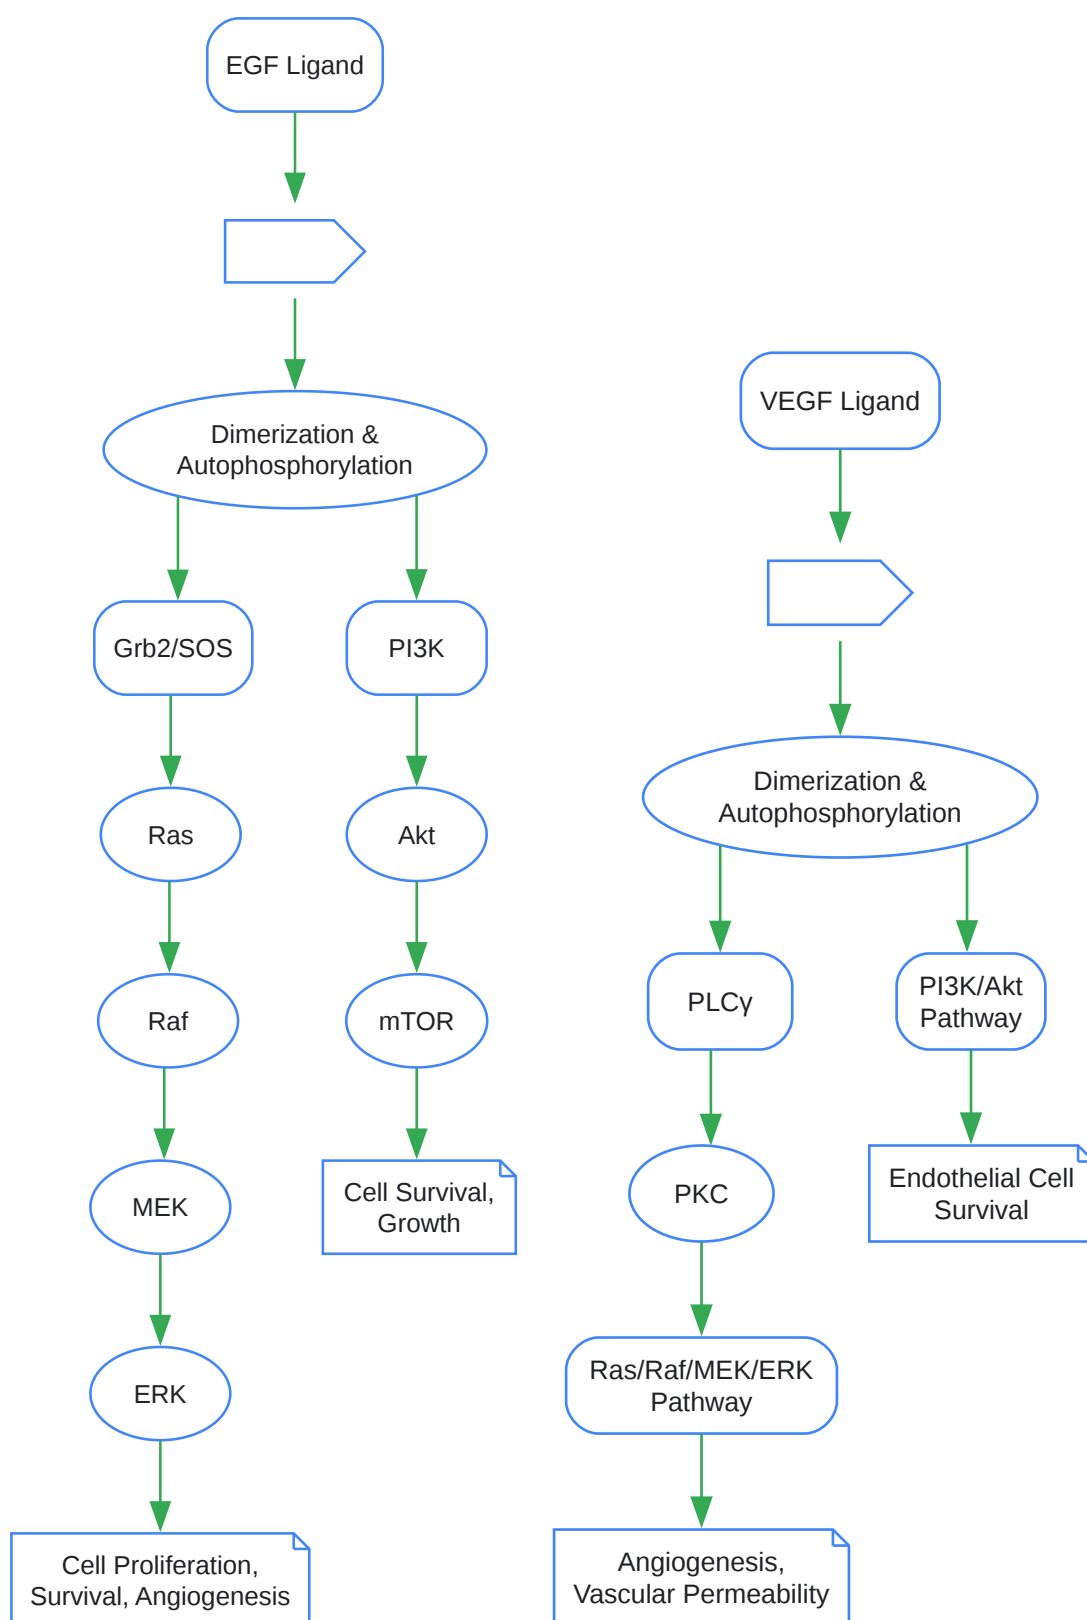 EGF Ligand
Dimerization &
Autophosphorylation
Grb2/SOS
PI3K
Ras
Akt
Raf
mTOR
MEK
Cell Survival,
Growth
ERK
Cell Proliferation,
Survival, Angiogenesis
VEGF Ligand
Dimerization &
Autophosphorylation
PLCγ
PI3K/Akt
Pathway
PKC
Endothelial Cell
Survival
Ras/Raf/MEK/ERK
Pathway
Angiogenesis,
Vascular Permeability